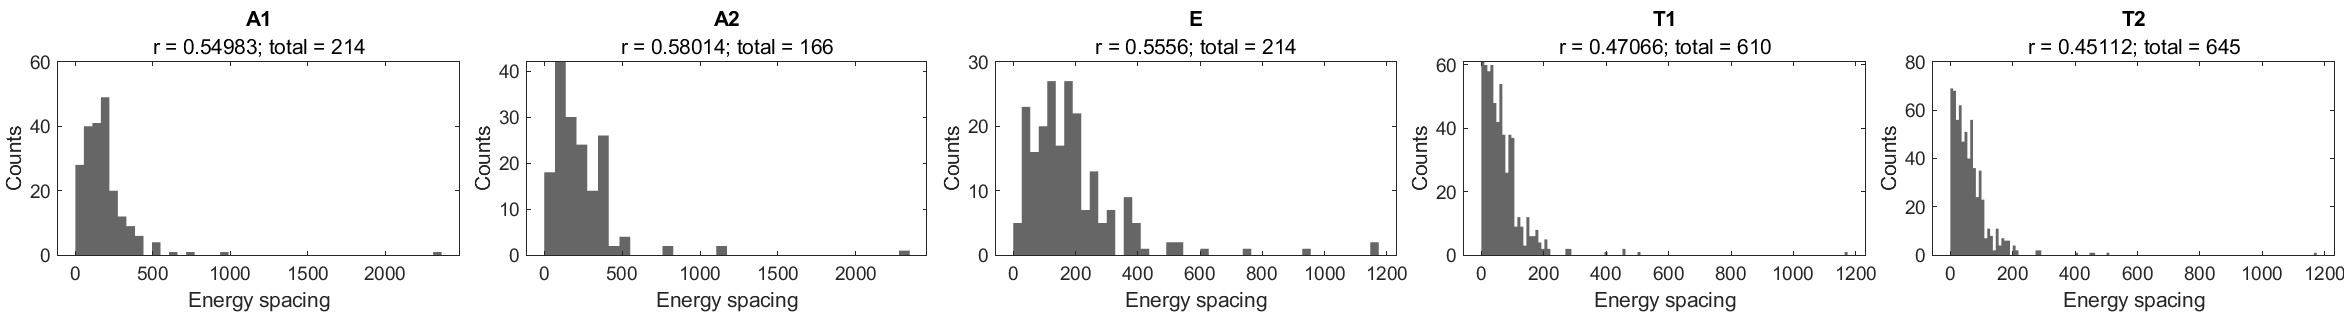 A1
r = 0.54983; total = 214
60
40
20
0
Counts
0 500 1000 1500 2000
Energy spacing
A2
r = 0.58014; total = 166
40
30
20
10
0
Counts
0 500 1000 1500 2000
Energy spacing
E
r = 0.5556; total = 214
30
20
10
0
Counts
0 200 400 600 800 1000 1200
Energy spacing
T1
r = 0.47066; total = 610
60
40
20
0
Counts
0 200 400 600 800 1000 1200
Energy spacing
T2
r = 0.45112; total = 645
80
60
40
20
0
Counts
0 200 400 600 800 1000 1200
Energy spacing